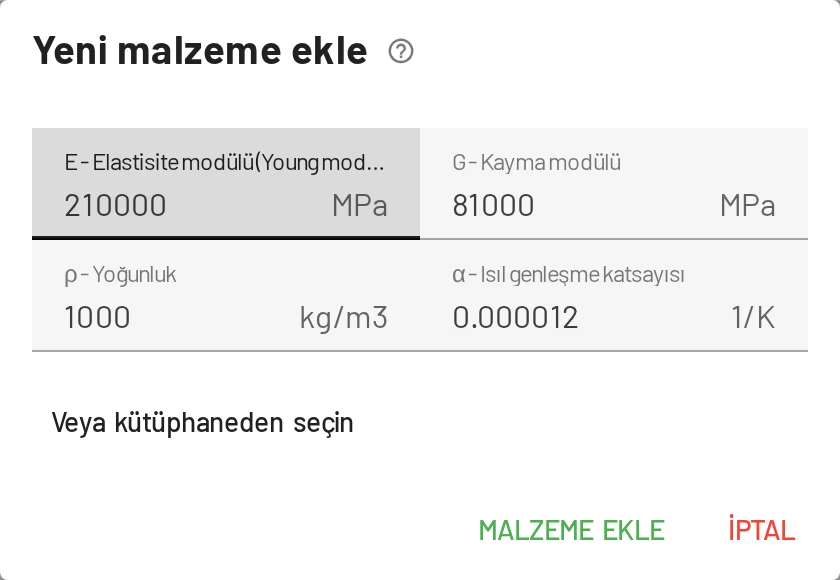 Yeni malzeme ekle ?
E - Elastisite modülü (Young mod...
210000 MPa
G - Kayma modülü
81000 MPa
ρ - Yoğunluk
1000 kg/m3
α - Isıl genleşme katsayısı
0.000012 1/K
Veya kütüphaneden seçin
MALZEME EKLE
İPTAL